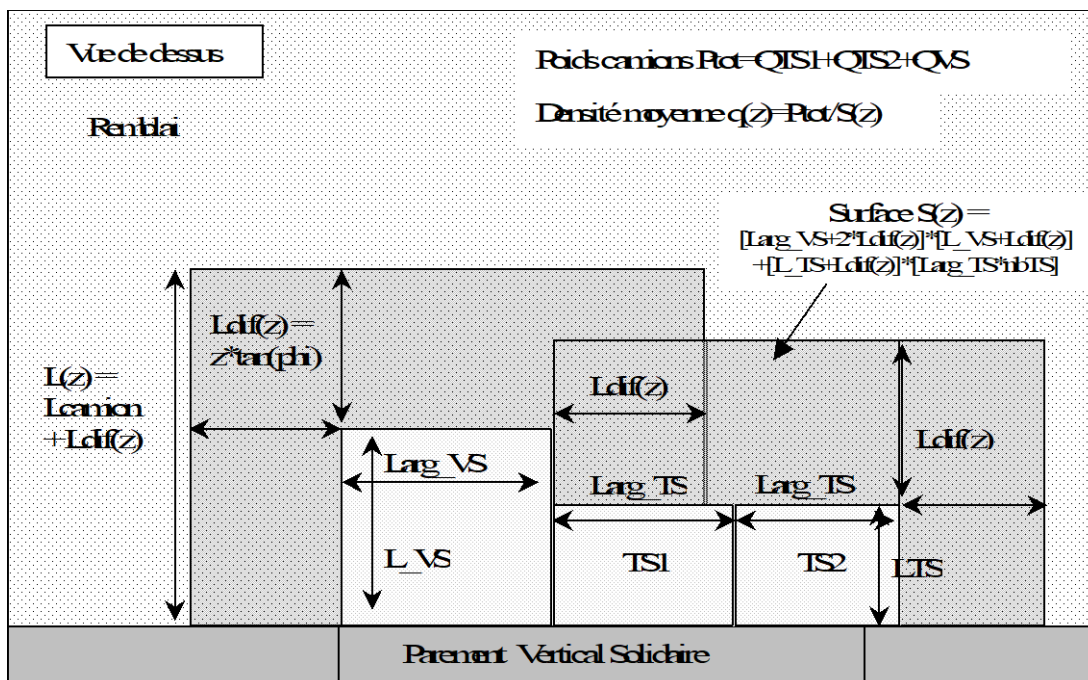 Vue de dessus
Poids camions Ptot=QTS1+QTS2+QVS
Densité moyenne q(z)=Ptot/S(z)
Remblai
Surface S(z) =
[Larg_VS+2*Ldif(z)]*[L_VS+Ldif(z)]
+[L_TS+Ldif(z)]*[Larg_TS*nbTS]
Ldif(z) =
z*tan(phi)
L(z) =
Lcamion
+Ldif(z)
Ldif(z)
Ldif(z)
Larg_VS
Larg_TS
Larg_TS
L_VS
TS1
TS2
LTS
Parement Vertical Solidaire